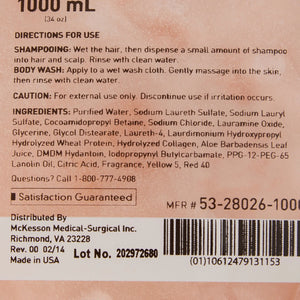 1000 mL
(34 oz)
DIRECTIONS FOR USE
SHAMPOOING: Wet the hair, then dispense a small amount of shampoo
into hair and scalp. Rinse with clean water.
BODY WASH: Apply to a wet wash cloth. Gently massage into the skin,
then rinse with clean water.
CAUTION: For external use only. Discontinue use if irritation occurs.
INGREDIENTS: Purified Water, Sodium Laureth Sulfate, Sodium Lauryl
Sulfate, Cocoamidopropyl Betaine, Sodium Chloride, Lauramine Oxide,
Glycerine, Glycol Distearate, Laureth-4, Laurdimonium Hydroxypropyl
Hydrolyzed Wheat Protein, Hydrolyzed Collagen, Aloe Barbadensis Leaf
Juice, DMDM Hydantoin, Iodopropynyl Butylcarbamate, PPG-12-PEG-65
Lanolin Oil, Citric Acid, Fragrance, Yellow 5, Red 40
Questions? Call 1-800-777-4908
Satisfaction Guaranteed
MFR # 53-28026-1000
Distributed By
McKesson Medical-Surgical Inc.
Richmond, VA 23228
Rev 00 02/14 Lot No. 202972680
Made in USA
(01)10612479131153